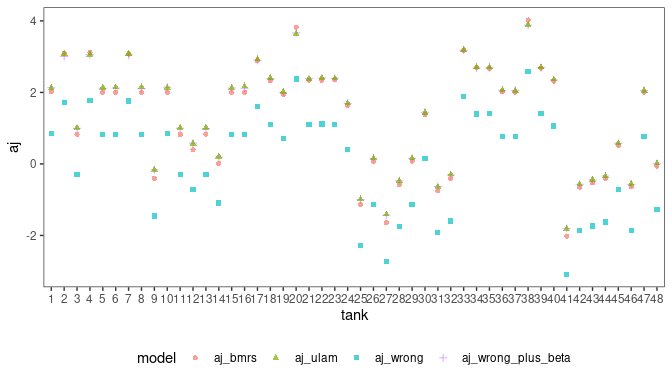 4
2
0
-2
aj
1 2 3 4 5 6 7 8 9 10 11 12 13 14 15 16 17 18 19 20 21 22 23 24 25 26 27 28 29 30 31 32 33 34 35 36 37 38 39 40 41 42 43 44 45 46 47 48
tank
model aj_bmrs aj_ulam aj_wrong aj_wrong_plus_beta